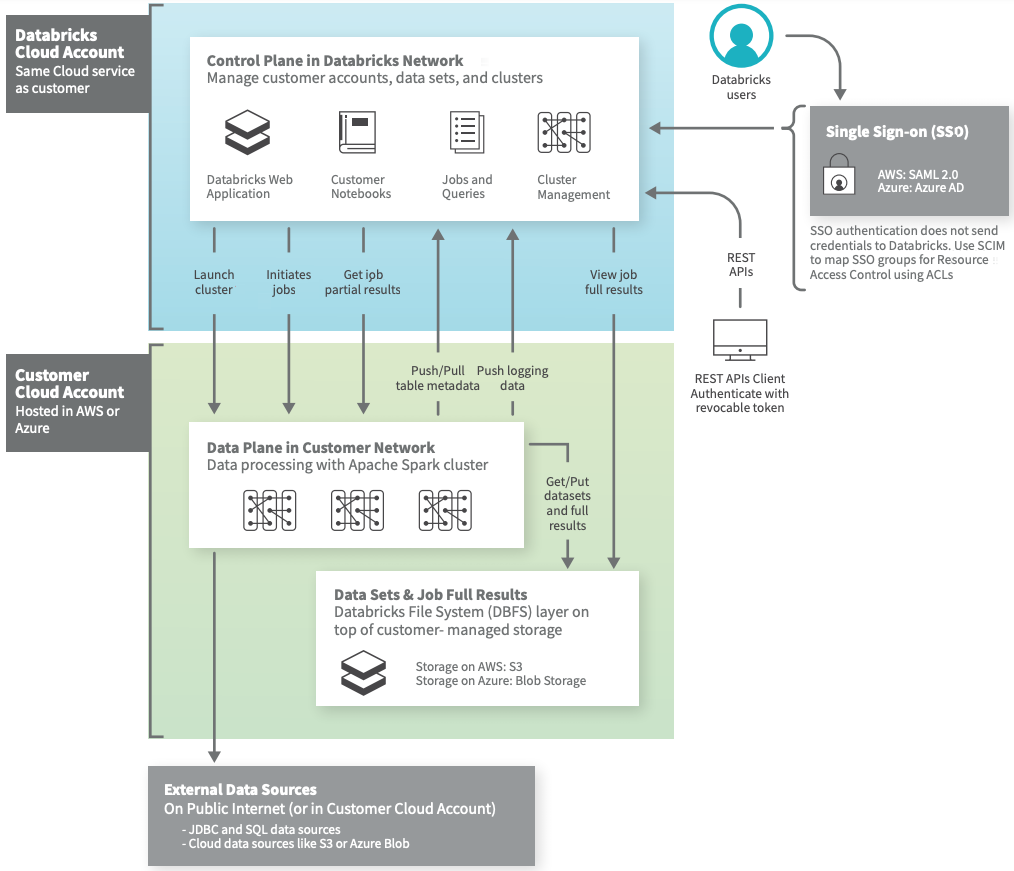 Databricks
Cloud Account
Same Cloud service
as customer
Control Plane in Databricks Network
Manage customer accounts, data sets, and clusters
Databricks Web
Application
Customer
Notebooks
Jobs and
Queries
Cluster
Management
Databricks
users
Single Sign-on (SSO)
AWS: SAML 2.0
Azure: Azure AD
SSO authentication does not send
credentials to Databricks. Use SCIM
to map SSO groups for Resource
Access Control using ACLs
REST
APIs
REST APIs Client
Authenticate with
revocable token
Launch
cluster
Initiates
jobs
Get job
partial results
View job
full results
Push/Pull
table metadata
Push logging
data
Customer
Cloud Account
Hosted in AWS or
Azure
Data Plane in Customer Network
Data processing with Apache Spark cluster
Get/Put
datasets
and full
results
Data Sets & Job Full Results
Databricks File System (DBFS) layer on
top of customer- managed storage
Storage on AWS: S3
Storage on Azure: Blob Storage
External Data Sources
On Public Internet (or in Customer Cloud Account)
- JDBC and SQL data sources
- Cloud data sources like S3 or Azure Blob